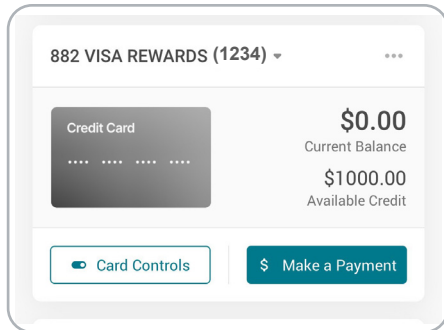 882 VISA REWARDS (1234)
Credit Card
$0.00
Current Balance
$1000.00
Available Credit
Card Controls
$ Make a Payment